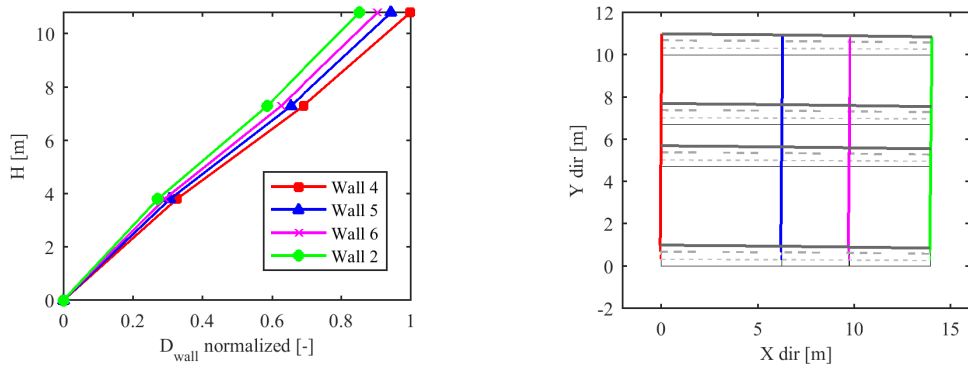 10.8
7.2
3.6
0
H [m]
0
0.2
0.4
0.6
0.8
1
D_wall normalized [-]
Wall 4
Wall 5
Wall 6
Wall 2
12
10
8
6
4
2
0
-2
Y dir [m]
0
5
10
15
X dir [m]